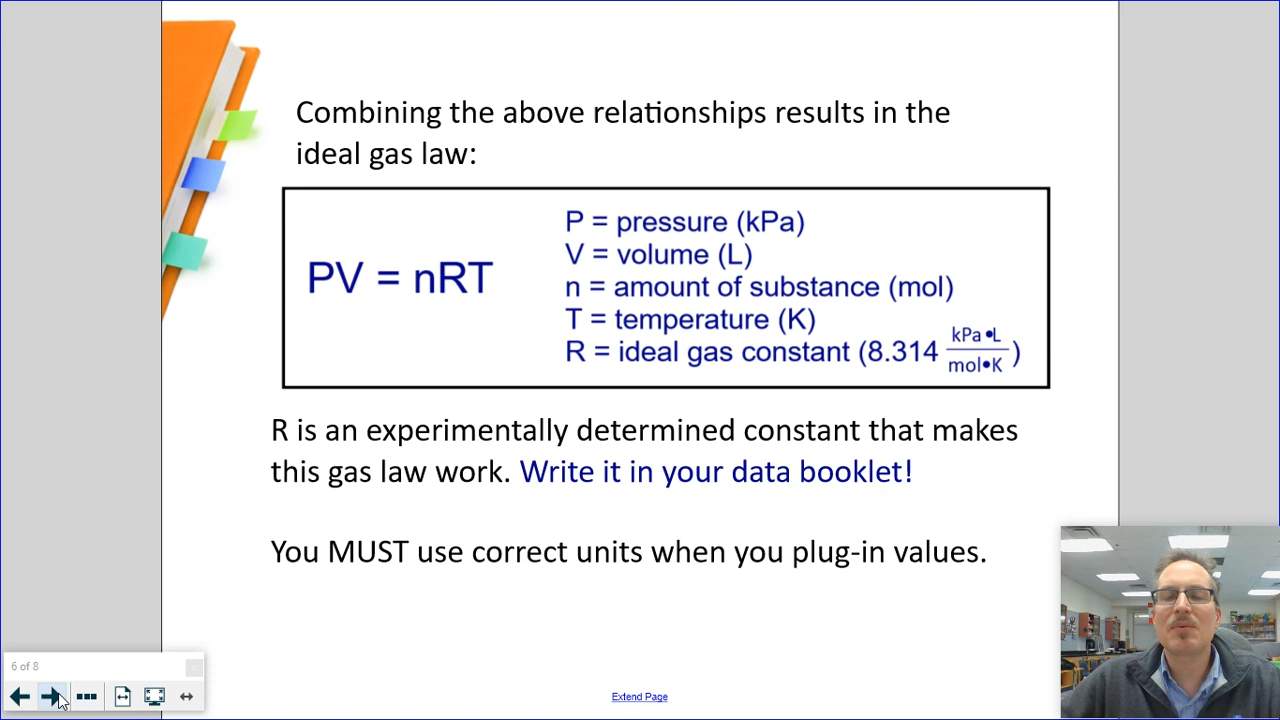 Combining the above relationships results in the
ideal gas law:
PV = nRT
P = pressure (kPa)
V = volume (L)
n = amount of substance (mol)
T = temperature (K)
R = ideal gas constant (8.314 kPa•L/mol•K)
R is an experimentally determined constant that makes
this gas law work. Write it in your data booklet!
You MUST use correct units when you plug-in values.
6 of 8
Extend Page